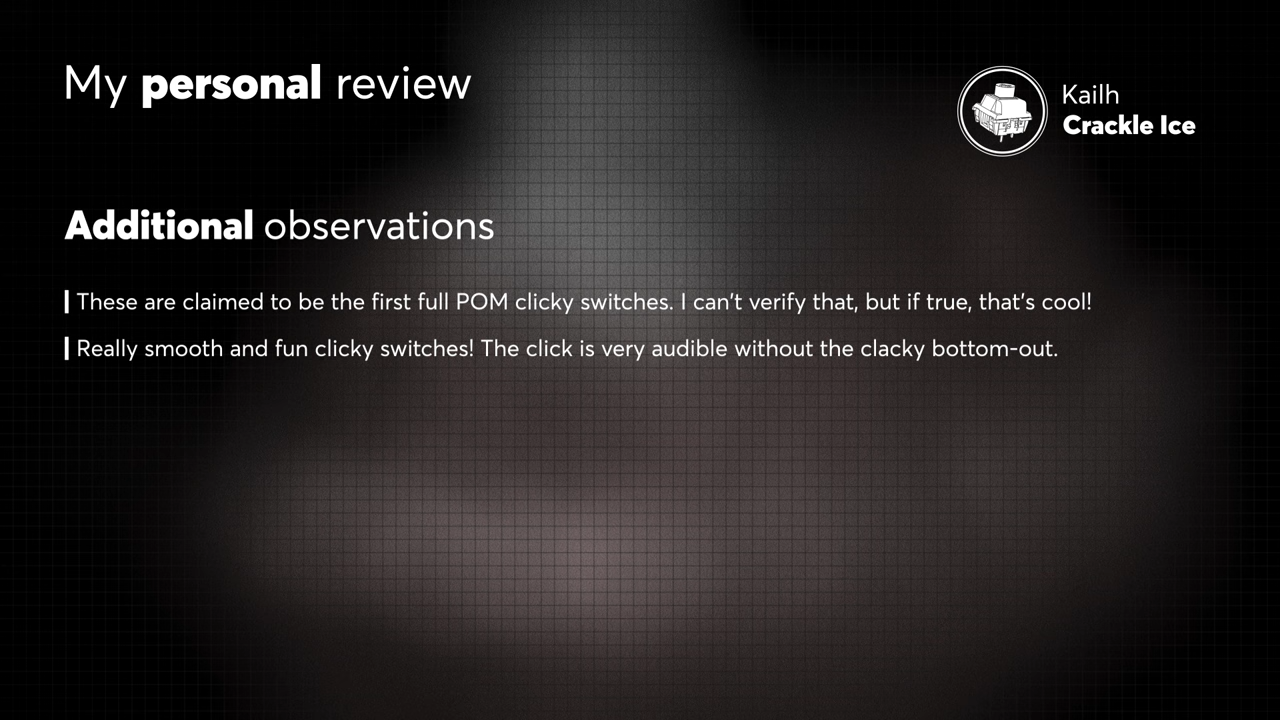 My personal review
Kailh
Crackle Ice
Additional observations
These are claimed to be the first full POM clicky switches. I can't verify that, but if true, that's cool!
Really smooth and fun clicky switches! The click is very audible without the clacky bottom-out.